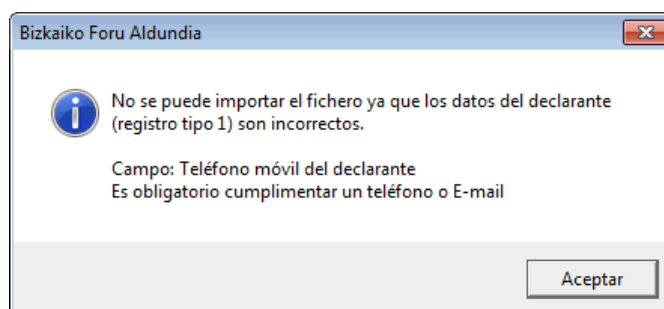 Bizkaiko Foru Aldundia
No se puede importar el fichero ya que los datos del declarante
(registro tipo 1) son incorrectos.
Campo: Teléfono móvil del declarante
Es obligatorio cumplimentar un teléfono o E-mail
Aceptar